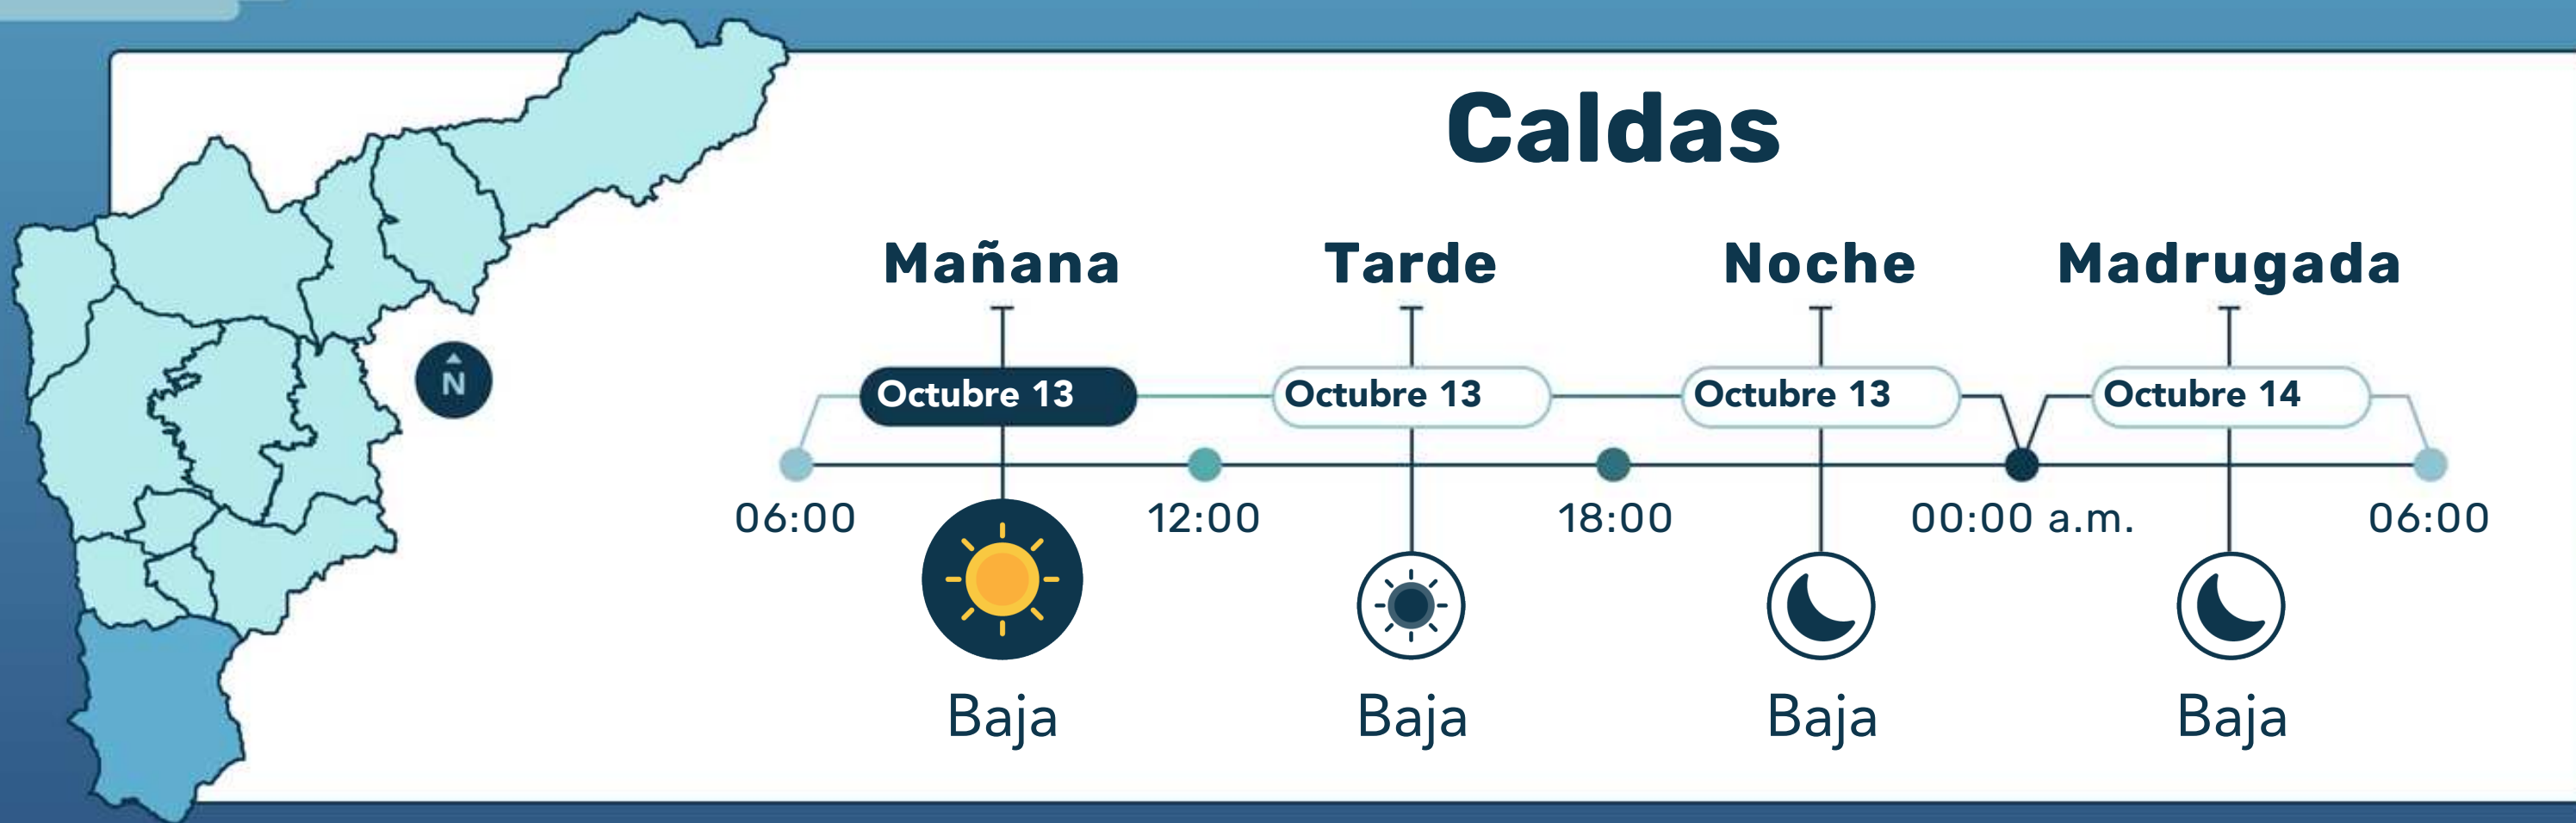 Caldas
Mañana Tarde Noche Madrugada
N
Octubre 13 Octubre 13 Octubre 13 Octubre 14
06:00 12:00 18:00 00:00 a.m. 06:00
Baja Baja Baja Baja